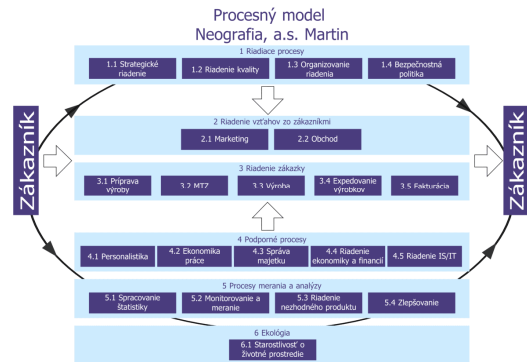 Procesný model
Neografia, a.s. Martin
1 Riadiace procesy
1.1 Strategické
riadenie
1.2 Riadenie kvality
1.3 Organizovanie
riadenia
1.4 Bezpečnostná
politika
Zákazník
2 Riadenie vzťahov zo zákazníkmi
2.1 Marketing
2.2 Obchod
Zákazník
3 Riadenie zákazky
3.1 Príprava
výroby
3.2 MTZ
3.3 Výroba
3.4 Expedovanie
výrobkov
3.5 Fakturácia
4 Podporné procesy
4.1 Personalistika
4.2 Ekonomika
práce
4.3 Správa
majetku
4.4 Riadenie
ekonomiky a financií
4.5 Riadenie IS/IT
5 Procesy merania a analýzy
5.1 Spracovanie
štatistiky
5.2 Monitorovanie a
meranie
5.3 Riadenie
nezhodného produktu
5.4 Zlepšovanie
6 Ekológia
6.1 Starostlivosť o
životné prostredie